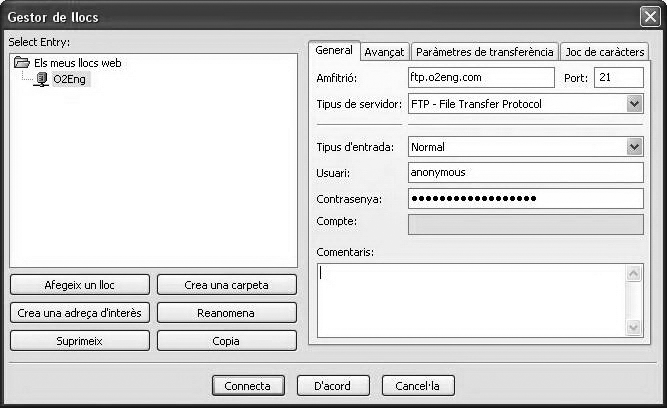 Gestor de llocs
Select Entry:
Els meus llocs web
O2Eng
Afegeix un lloc
Crea una carpeta
Crea una adreça d'interès
Reanomena
Suprimeix
Copia
General
Avançat
Paràmetres de transferència
Joc de caràcters
Amfitrió:
ftp.o2eng.com
Port:
21
Tipus de servidor:
FTP - File Transfer Protocol
Tipus d'entrada:
Normal
Usuari:
anonymous
Contrasenya:
••••••••••••••••••
Compte:
Comentaris:
Connecta
D'acord
Cancel·la